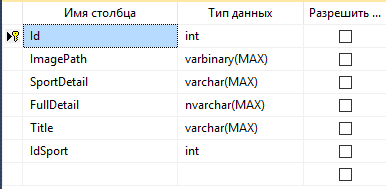 Имя столбца Тип данных Разрешить ...
Id int
ImagePath varbinary(MAX)
SportDetail varchar(MAX)
FullDetail nvarchar(MAX)
Title varchar(MAX)
IdSport int